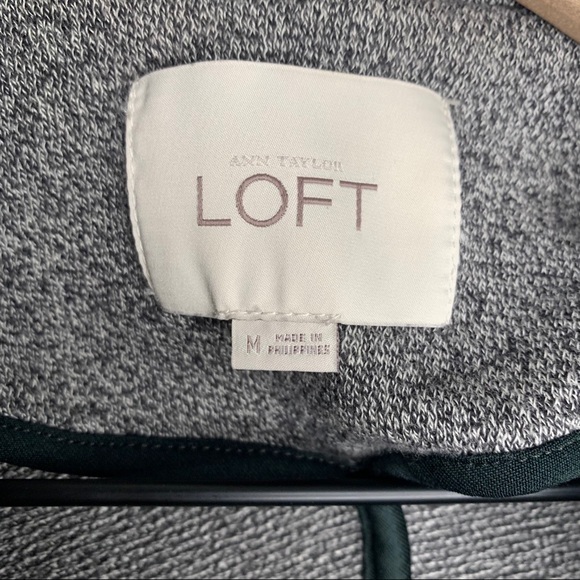 ANN TAYLOR
LOFT
M
MADE IN
PHILIPPINES